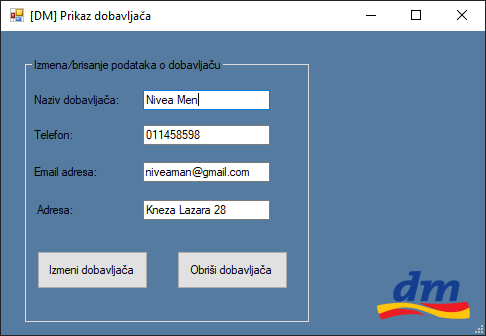 [DM] Prikaz dobavljača
Izmena/brisanje podataka o dobavljaču
Naziv dobavljača: Nivea Men
Telefon: 011458598
Email adresa: niveaman@gmail.com
Adresa: Kneza Lazara 28
Izmeni dobavljača Obriši dobavljača
dm